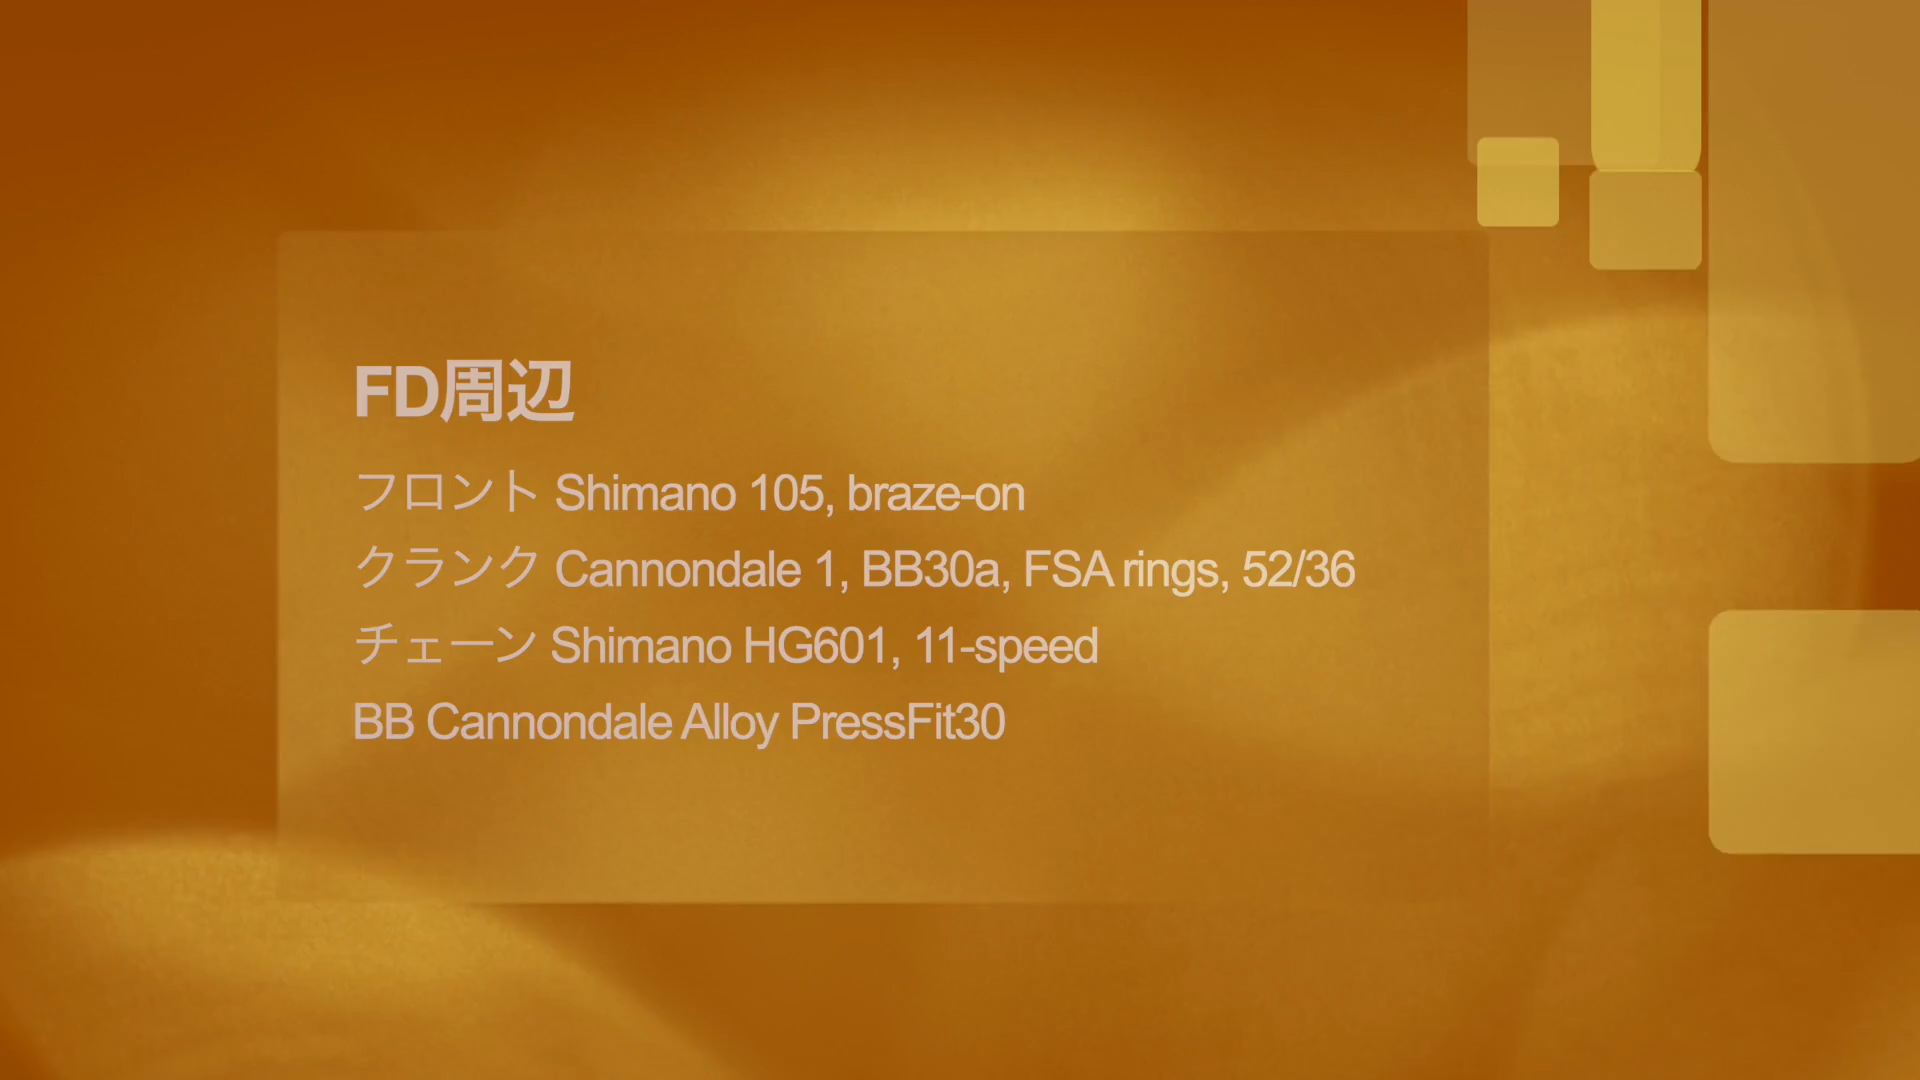 FD周辺
フロント Shimano 105, braze-on
クランク Cannondale 1, BB30a, FSA rings, 52/36
チェーン Shimano HG601, 11-speed
BB Cannondale Alloy PressFit30